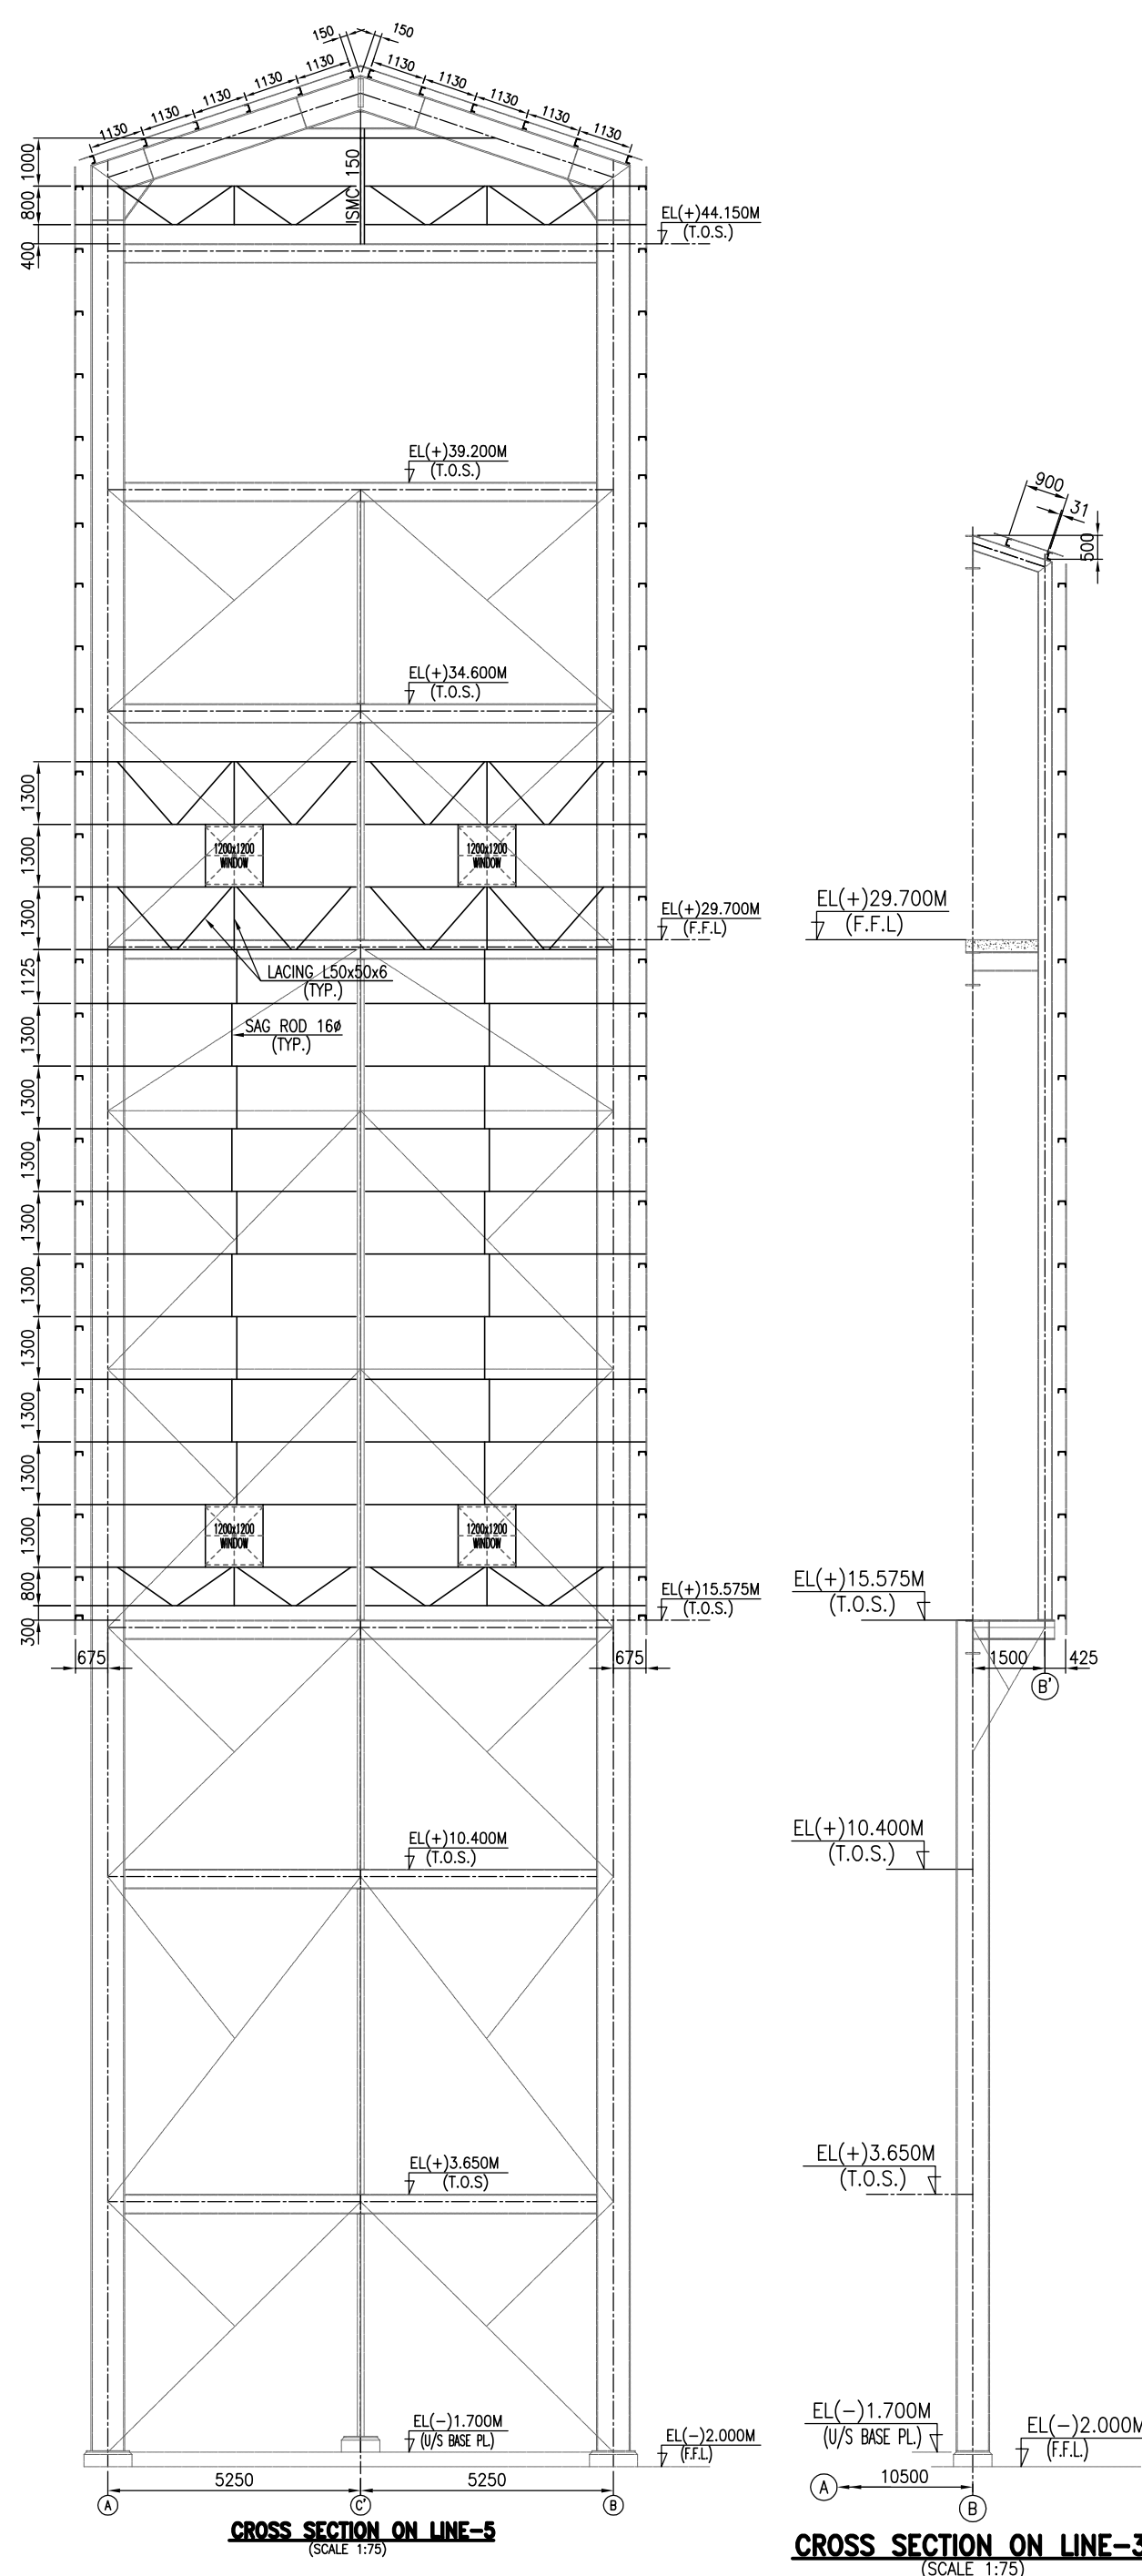 150
150
1130
1130
1130
1130
1130
1130
1130
1130
1130
1130
1000
800
400
ISMC 150
EL(+)44.150M
(T.O.S.)
EL(+)39.200M
(T.O.S.)
EL(+)34.600M
(T.O.S.)
1300
1300
1300
1125
1300
1300
1300
1300
1300
1300
1300
1300
1300
800
300
1200x1200
WINDOW
1200x1200
WINDOW
EL(+)29.700M
(F.F.L)
LACING L50x50x6
(TYP.)
SAG ROD 16ø
(TYP.)
1200x1200
WINDOW
1200x1200
WINDOW
EL(+)15.575M
(T.O.S.)
675
675
EL(+)10.400M
(T.O.S.)
EL(+)3.650M
(T.O.S)
EL(-)1.700M
(U/S BASE PL.)
EL(-)2.000M
(F.F.L)
5250
5250
A
C'
B
CROSS SECTION ON LINE-5
(SCALE 1:75)
900
31
500
EL(+)29.700M
(F.F.L)
EL(+)15.575M
(T.O.S.)
1500
425
B'
EL(+)10.400M
(T.O.S.)
EL(+)3.650M
(T.O.S.)
EL(-)1.700M
(U/S BASE PL.)
EL(-)2.000M
(F.F.L)
A
10500
B
CROSS SECTION ON LINE-3
(SCALE 1:75)